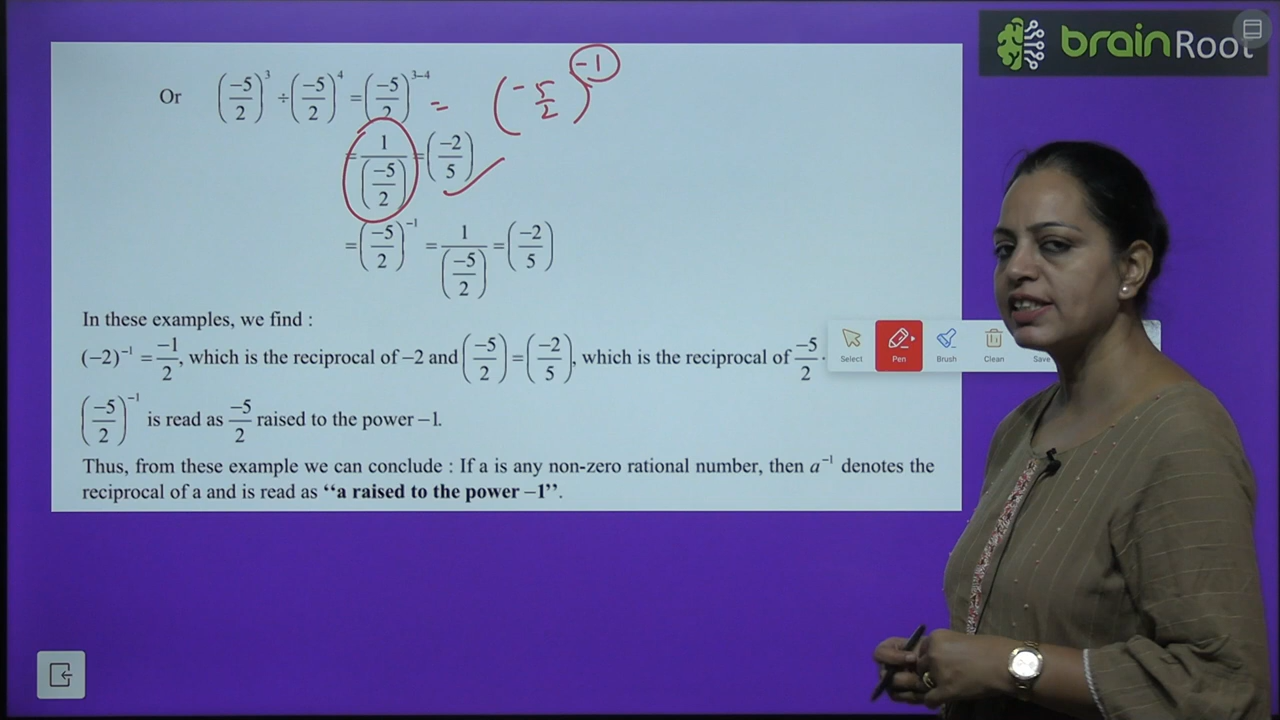 brainRoot
Or (−5/2)^3 ÷ (−5/2)^4 = (−5/2)^3−4 = (-5/2)^-1
= 1/(−5/2) = (−2/5)
= (−5/2)^−1 = 1/(−5/2) = (−2/5)
In these examples, we find :
(−2)^−1 = −1/2, which is the reciprocal of −2 and (−5/2) = (−2/5), which is the reciprocal of −5/2.
(−5/2)^−1 is read as −5/2 raised to the power −1.
Thus, from these example we can conclude : If a is any non-zero rational number, then a^−1 denotes the
reciprocal of a and is read as ‘‘a raised to the power −1’’.
Select Pen Brush Clean Save